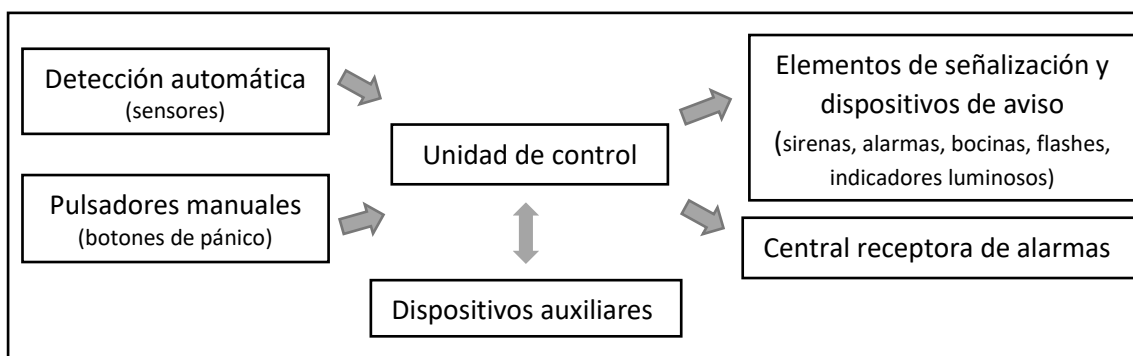 Detección automática
(sensores)
Pulsadores manuales
(botones de pánico)
Unidad de control
Dispositivos auxiliares
Elementos de señalización y
dispositivos de aviso
(sirenas, alarmas, bocinas, flashes,
indicadores luminosos)
Central receptora de alarmas